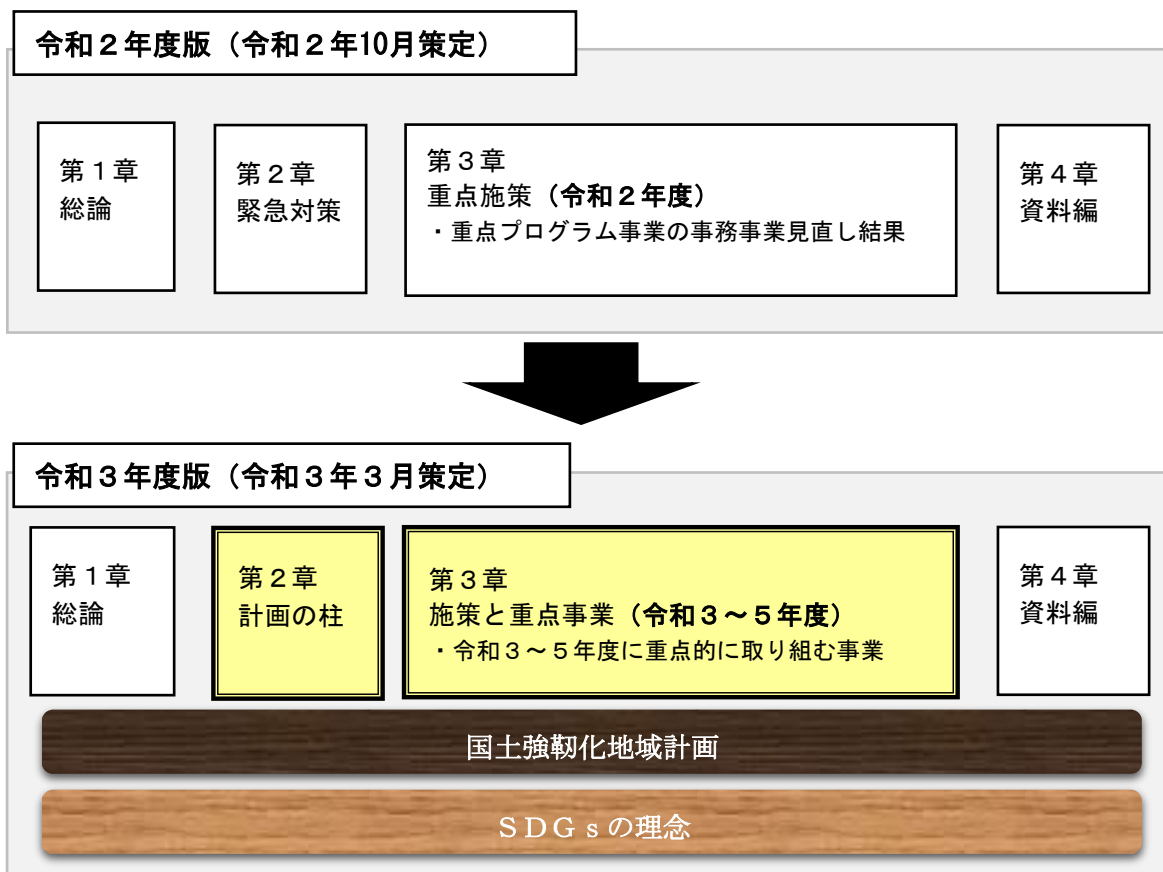 令和２年度版（令和２年10月策定）
第１章
総論
第２章
緊急対策
第３章
重点施策（令和２年度）
・重点プログラム事業の事務事業見直し結果
第４章
資料編
令和３年度版（令和３年３月策定）
第１章
総論
第２章
計画の柱
第３章
施策と重点事業（令和３～５年度）
・令和３～５年度に重点的に取り組む事業
第４章
資料編
国土強靱化地域計画
ＳＤＧｓの理念